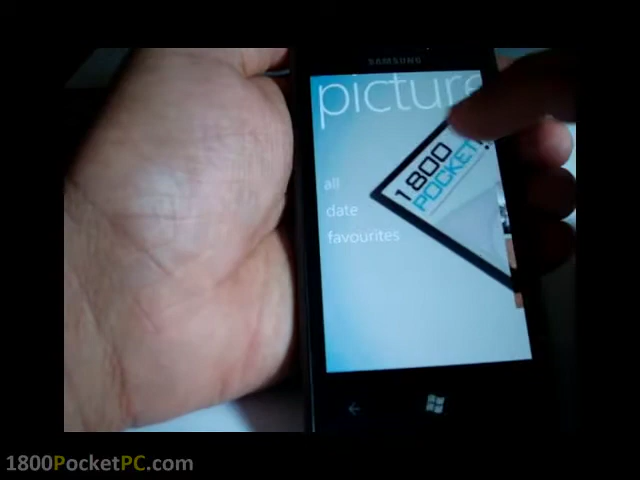 SAMSUNG
picture
all
date
favourites
1800
POCKET
1800PocketPC.com